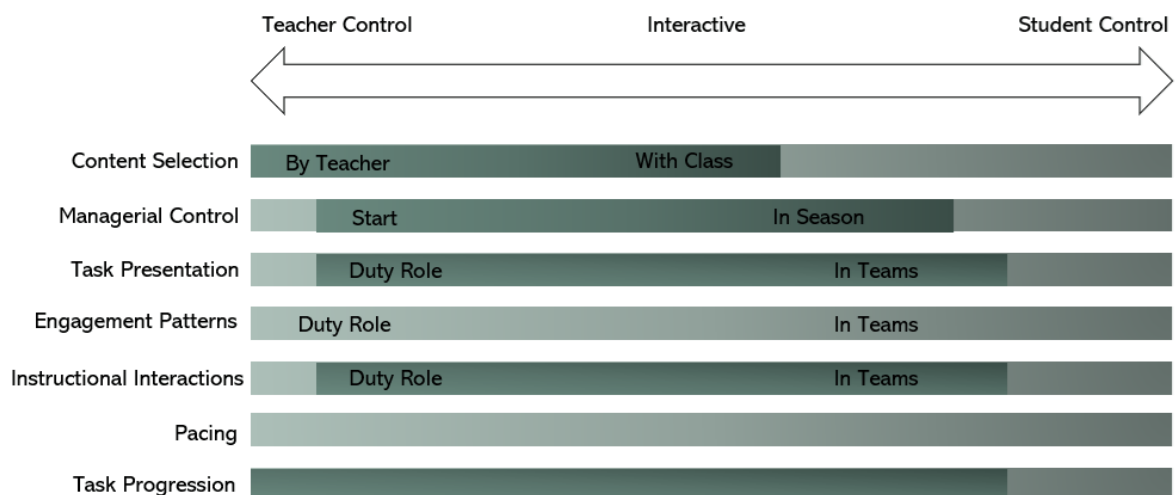 Teacher Control Interactive Student Control
Content Selection By Teacher With Class
Managerial Control Start In Season
Task Presentation Duty Role In Teams
Engagement Patterns Duty Role In Teams
Instructional Interactions Duty Role In Teams
Pacing
Task Progression